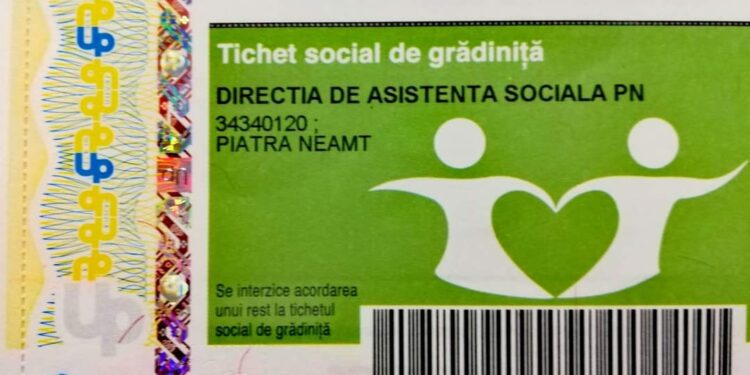 Tichet social de grădiniță
DIRECTIA DE ASISTENTA SOCIALA PN
34340120 ;
PIATRA NEAMT
Se interzice acordarea
unui rest la tichetul
social de grădiniță
up